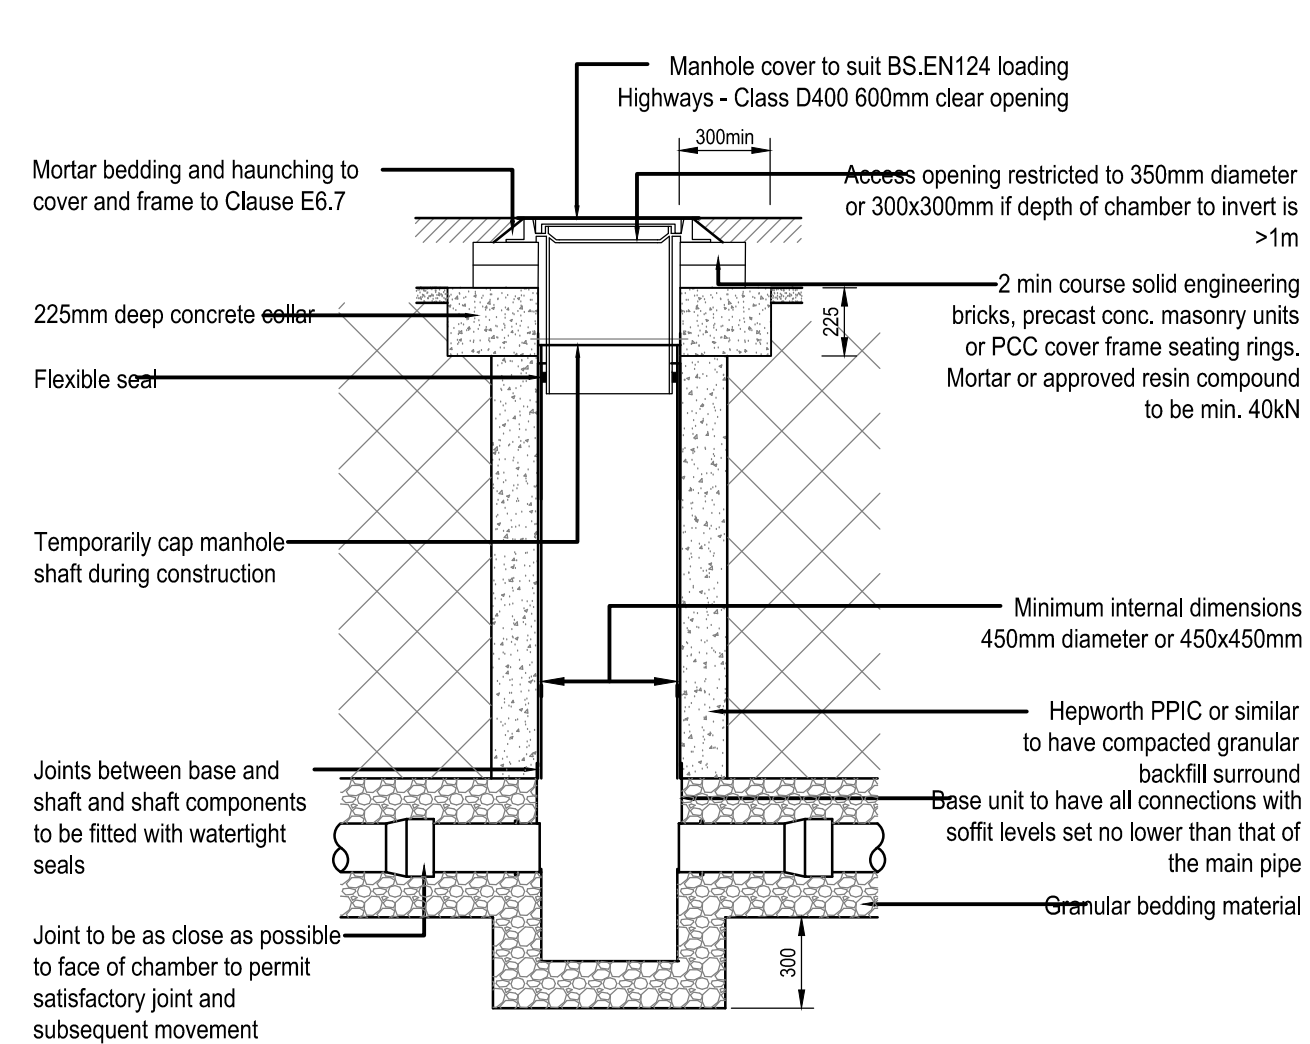 Manhole cover to suit BS.EN124 loading
Highways - Class D400 600mm clear opening
300min
Mortar bedding and haunching to
cover and frame to Clause E6.7
Access opening restricted to 350mm diameter
or 300x300mm if depth of chamber to invert is
>1m
2 min course solid engineering
bricks, precast conc. masonry units
or PCC cover frame seating rings.
Mortar or approved resin compound
to be min. 40kN
225mm deep concrete collar
225
Flexible seal
Temporarily cap manhole
shaft during construction
Minimum internal dimensions
450mm diameter or 450x450mm
Hepworth PPIC or similar
to have compacted granular
backfill surround
Joints between base and
shaft and shaft components
to be fitted with watertight
seals
Base unit to have all connections with
soffit levels set no lower than that of
the main pipe
Granular bedding material
Joint to be as close as possible
to face of chamber to permit
satisfactory joint and
subsequent movement
300